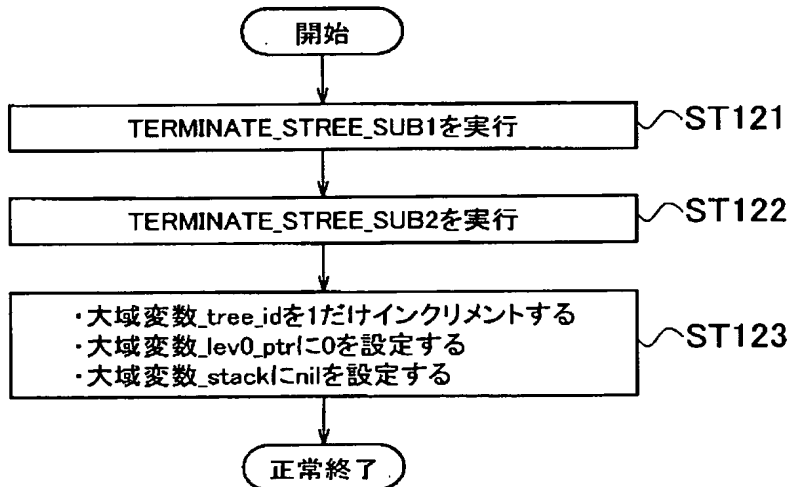 開始
TERMINATE_STREE_SUB1を実行
ST121
TERMINATE_STREE_SUB2を実行
ST122
・大域変数_tree_idを1だけインクリメントする
・大域変数_lev0_ptrに0を設定する
・大域変数_stackにnilを設定する
ST123
正常終了